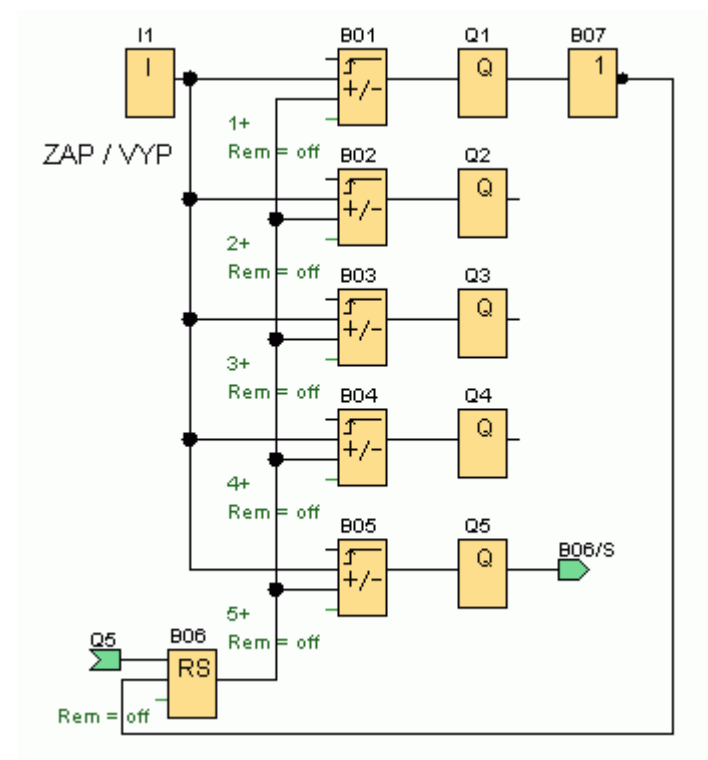 I1 B01 Q1 B07
I +/- Q 1
1+
ZAP / VYP Rem = off B02 Q2
+/- Q
2+
Rem = off B03 Q3
+/- Q
3+
Rem = off B04 Q4
+/- Q
4+
Rem = off B05 Q5
+/- Q B06/S
5+
Q5 B06 Rem = off
RS
Rem = off